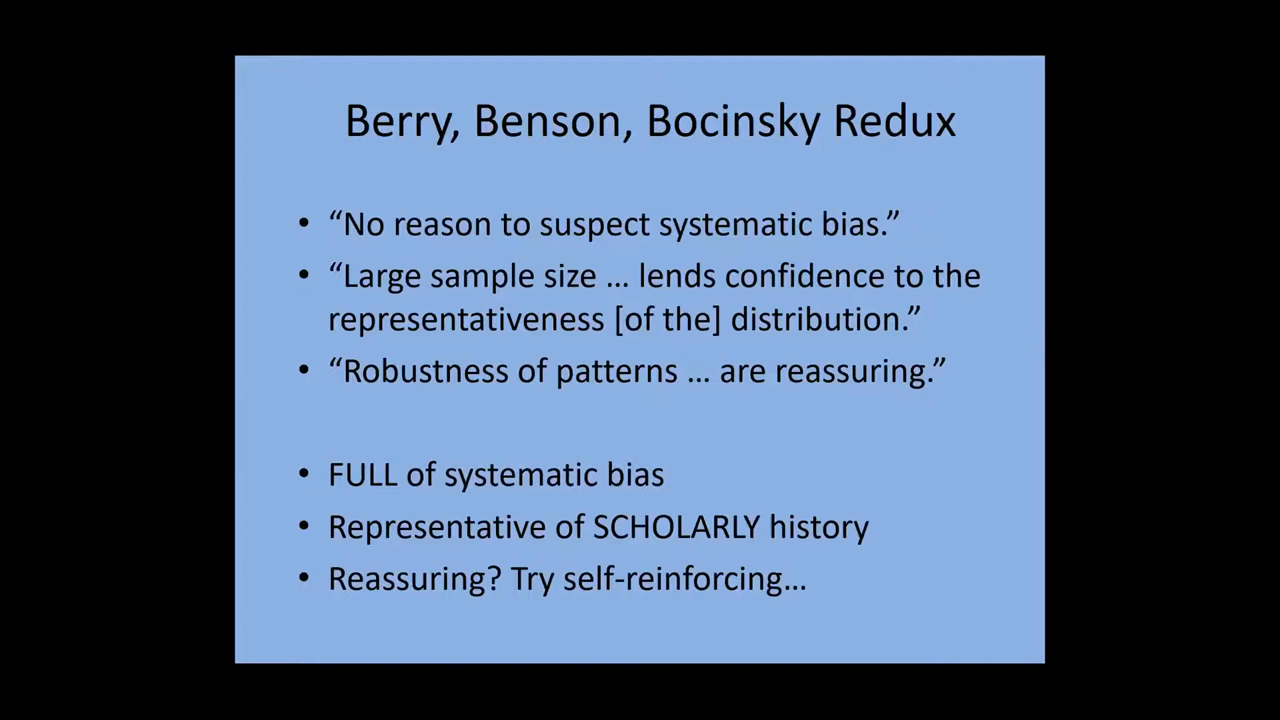 Berry, Benson, Bocinsky Redux
• “No reason to suspect systematic bias.”
• “Large sample size … lends confidence to the
representativeness [of the] distribution.”
• “Robustness of patterns … are reassuring.”
• FULL of systematic bias
• Representative of SCHOLARLY history
• Reassuring? Try self-reinforcing…